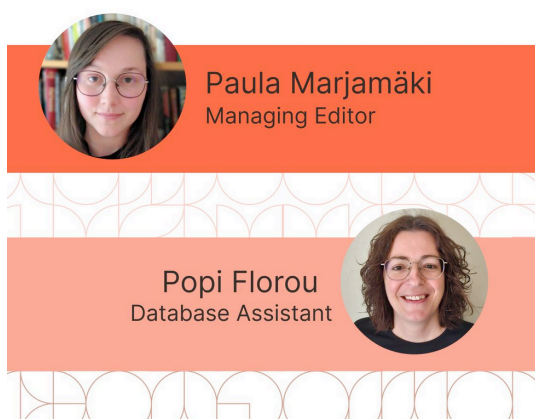 Paula Marjamäki
Managing Editor
Popi Florou
Database Assistant